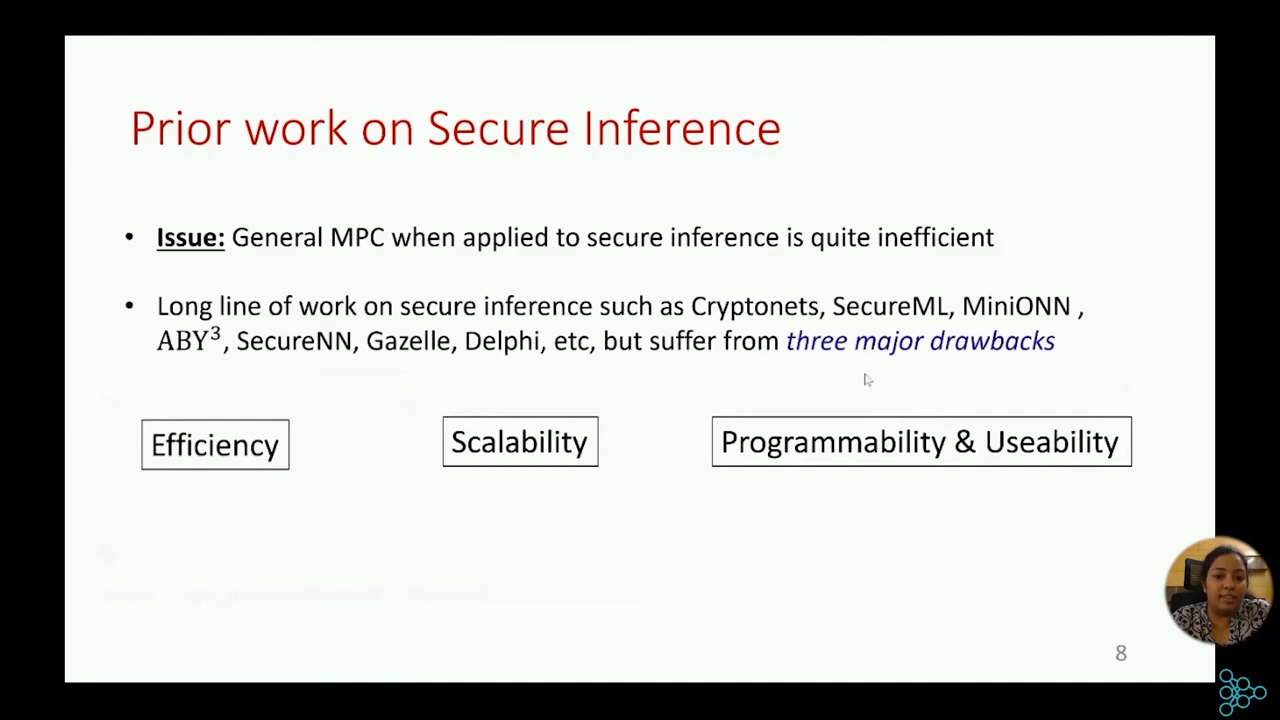 Prior work on Secure Inference
• Issue: General MPC when applied to secure inference is quite inefficient
• Long line of work on secure inference such as Cryptonets, SecureML, MiniONN ,
ABY³, SecureNN, Gazelle, Delphi, etc, but suffer from three major drawbacks
Efficiency
Scalability
Programmability & Useability
8